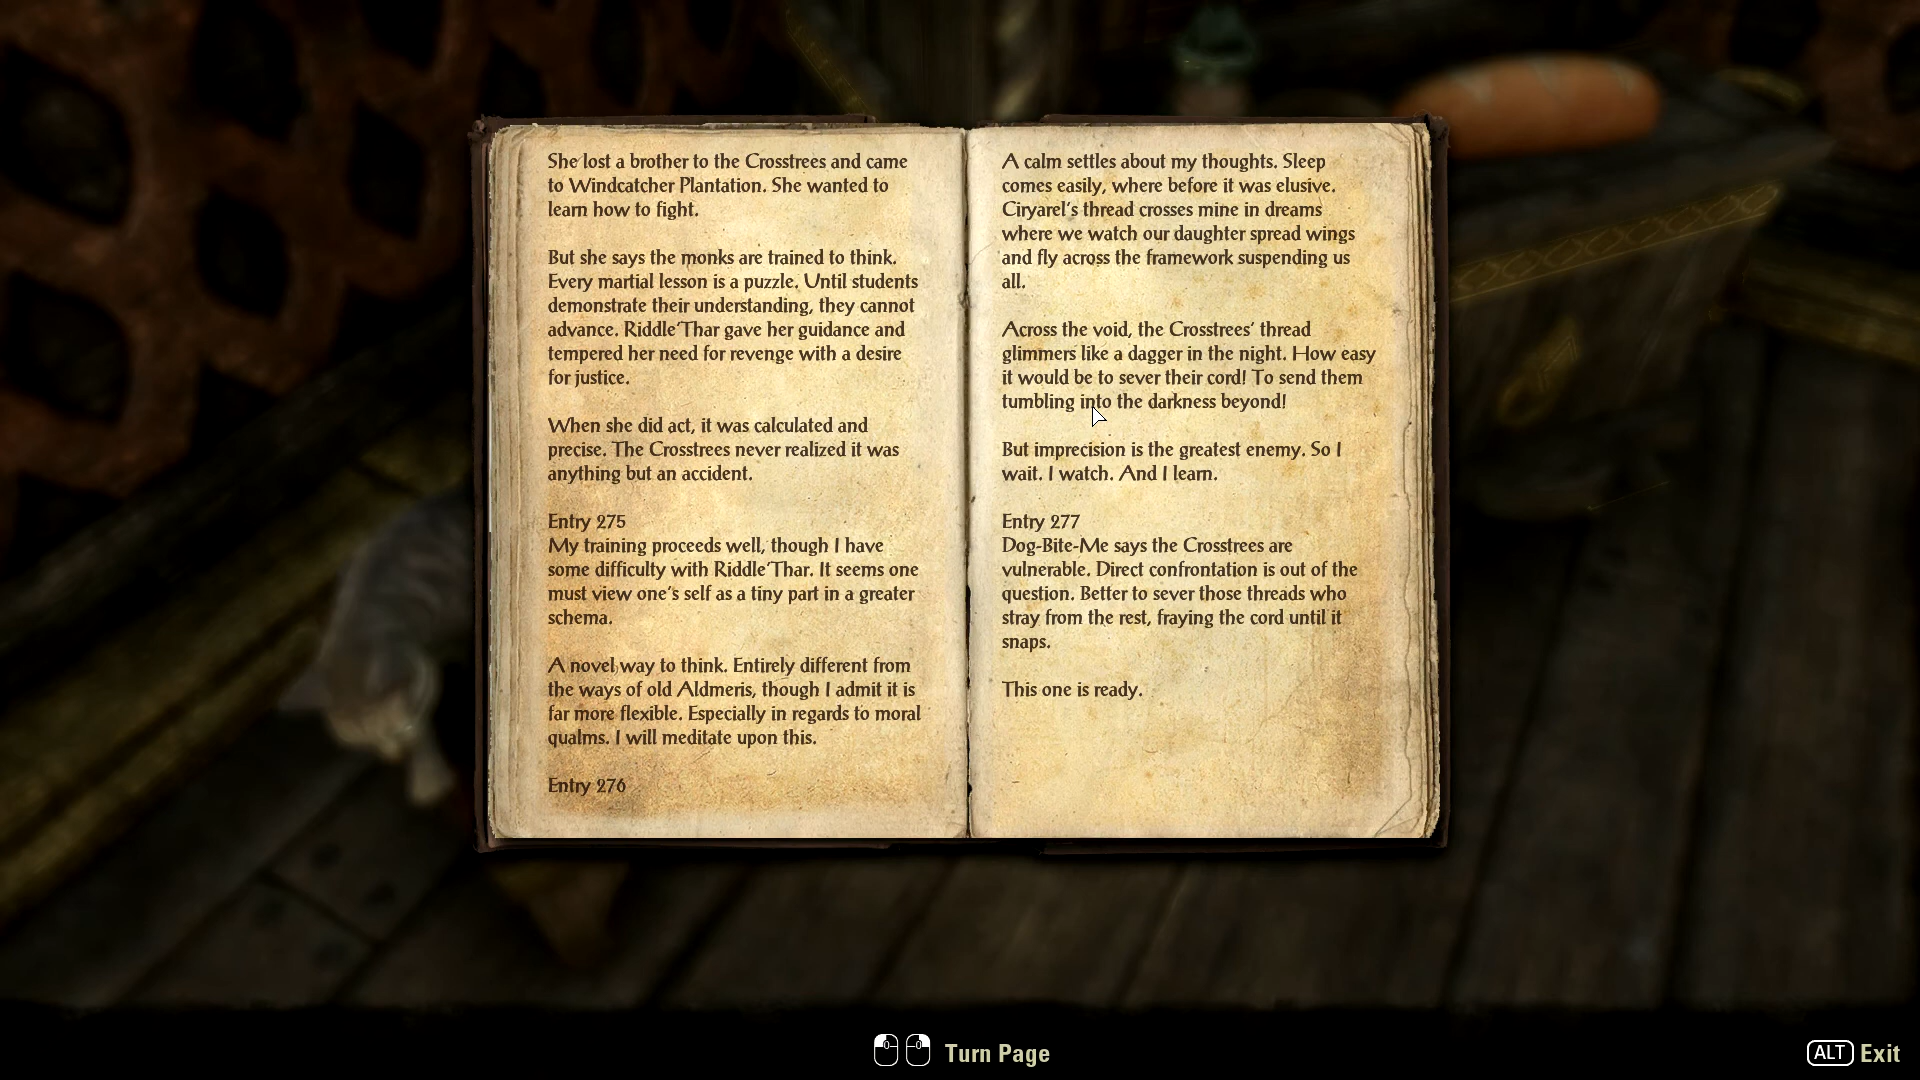 She lost a brother to the Crosstrees and came
to Windcatcher Plantation. She wanted to
learn how to fight.
But she says the monks are trained to think.
Every martial lesson is a puzzle. Until students
demonstrate their understanding, they cannot
advance. Riddle'Thar gave her guidance and
tempered her need for revenge with a desire
for justice.
When she did act, it was calculated and
precise. The Crosstrees never realized it was
anything but an accident.
Entry 275
My training proceeds well, though I have
some difficulty with Riddle'Thar. It seems one
must view one's self as a tiny part in a greater
schema.
A novel way to think. Entirely different from
the ways of old Aldmeris, though I admit it is
far more flexible. Especially in regards to moral
qualms. I will meditate upon this.
Entry 276
A calm settles about my thoughts. Sleep
comes easily, where before it was elusive.
Ciryarel's thread crosses mine in dreams
where we watch our daughter spread wings
and fly across the framework suspending us
all.
Across the void, the Crosstrees' thread
glimmers like a dagger in the night. How easy
it would be to sever their cord! To send them
tumbling into the darkness beyond!
But imprecision is the greatest enemy. So I
wait. I watch. And I learn.
Entry 277
Dog-Bite-Me says the Crosstrees are
vulnerable. Direct confrontation is out of the
question. Better to sever those threads who
stray from the rest, fraying the cord until it
snaps.
This one is ready.
Turn Page
ALT Exit